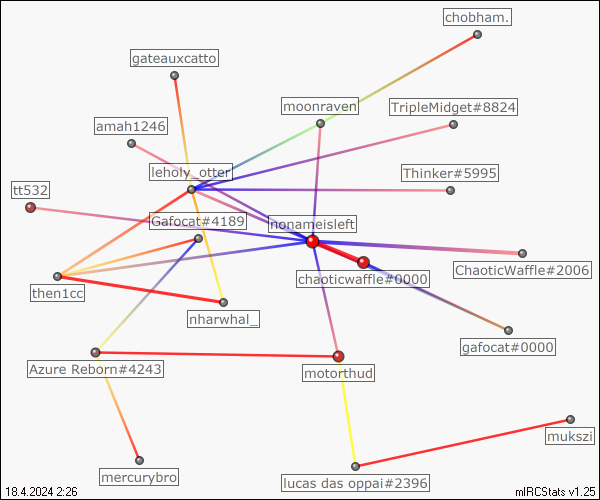 chobham.
gateauxcatto
moonraven
TripleMidget#8824
amah1246
leholy_otter
Thinker#5995
tt532
Gafocat#4189
nonameisleft
ChaoticWaffle#2006
chaoticwaffle#0000
then1cc
nharwhal_
gafocat#0000
Azure Reborn#4243
motorthud
mukszi
mercurybro
lucas das oppai#2396
18.4.2024 2:26
mIRCStats v1.25